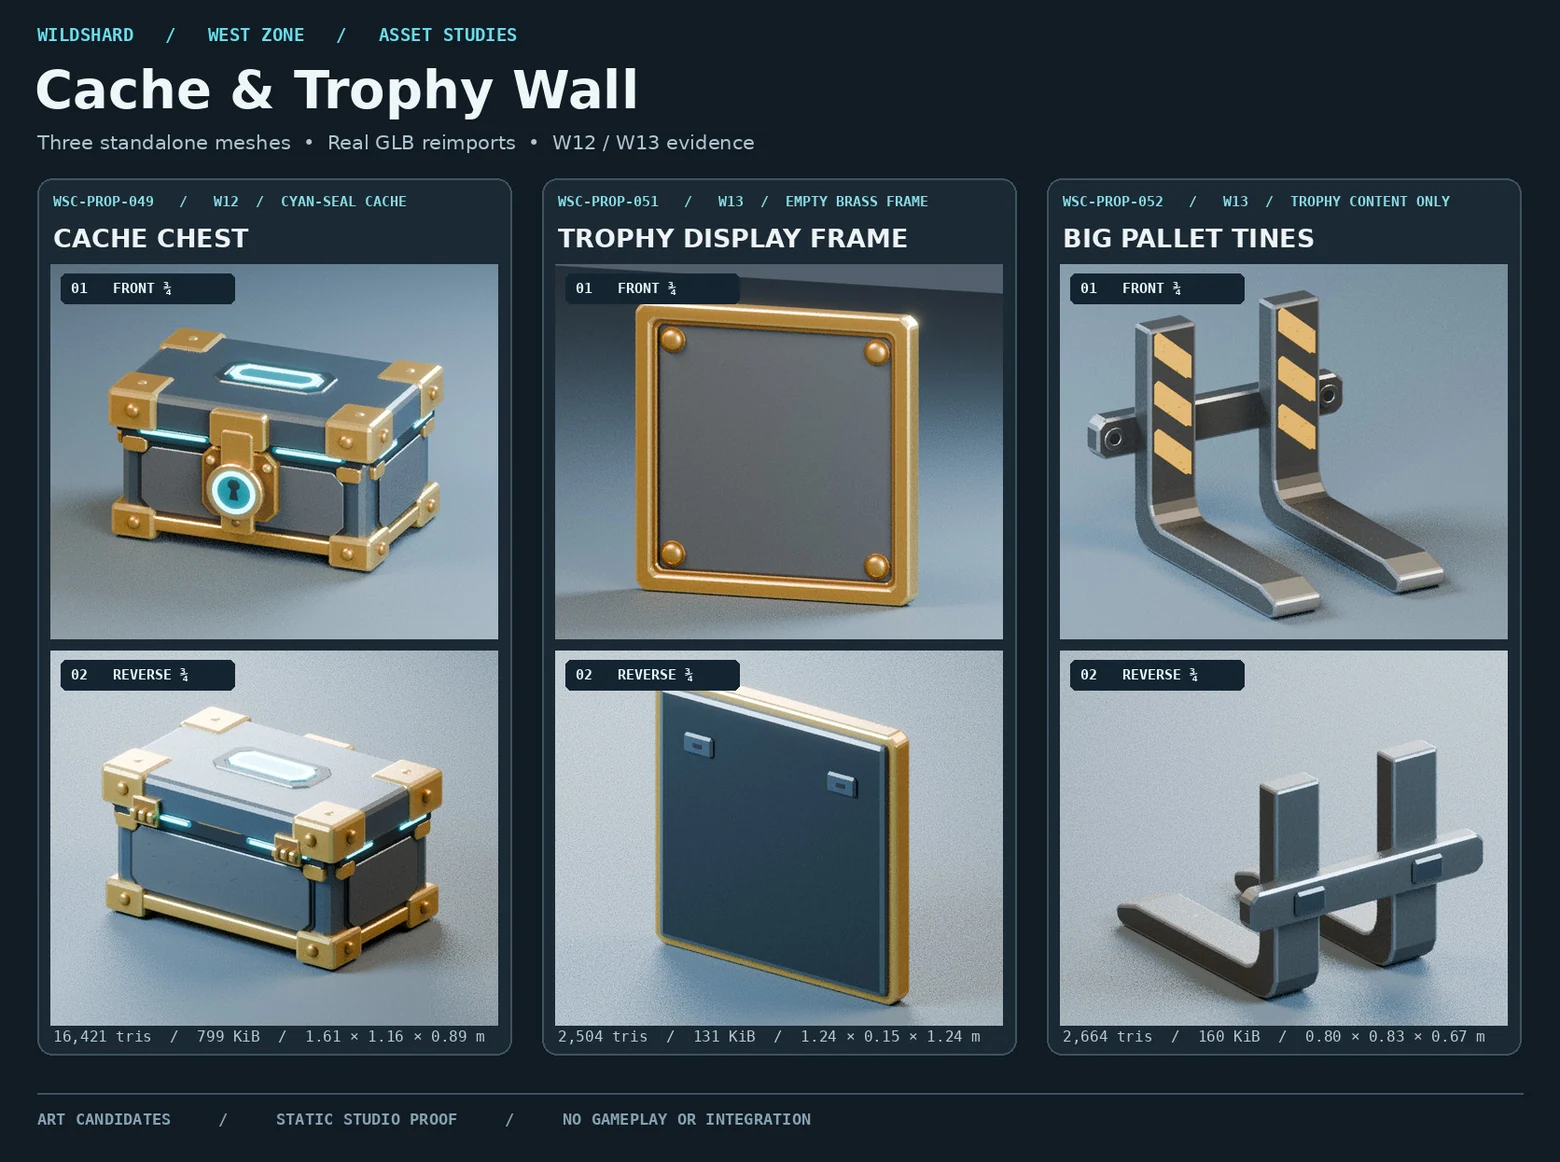 WILDSHARD / WEST ZONE / ASSET STUDIES
Cache & Trophy Wall
Three standalone meshes • Real GLB reimports • W12 / W13 evidence
WSC-PROP-049 / W12 / CYAN-SEAL CACHE
CACHE CHEST
01 FRONT ¾
02 REVERSE ¾
16,421 tris / 799 KiB / 1.61 × 1.16 × 0.89 m
WSC-PROP-051 / W13 / EMPTY BRASS FRAME
TROPHY DISPLAY FRAME
01 FRONT ¾
02 REVERSE ¾
2,504 tris / 131 KiB / 1.24 × 0.15 × 1.24 m
WSC-PROP-052 / W13 / TROPHY CONTENT ONLY
BIG PALLET TINES
01 FRONT ¾
02 REVERSE ¾
2,664 tris / 160 KiB / 0.80 × 0.83 × 0.67 m
ART CANDIDATES / STATIC STUDIO PROOF / NO GAMEPLAY OR INTEGRATION